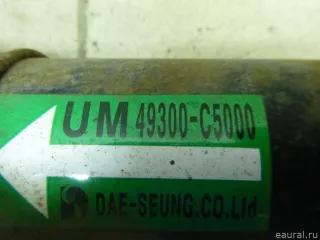 UM 49300-C5000
DAE-SEUNG.CO.Ltd
eaural.ru